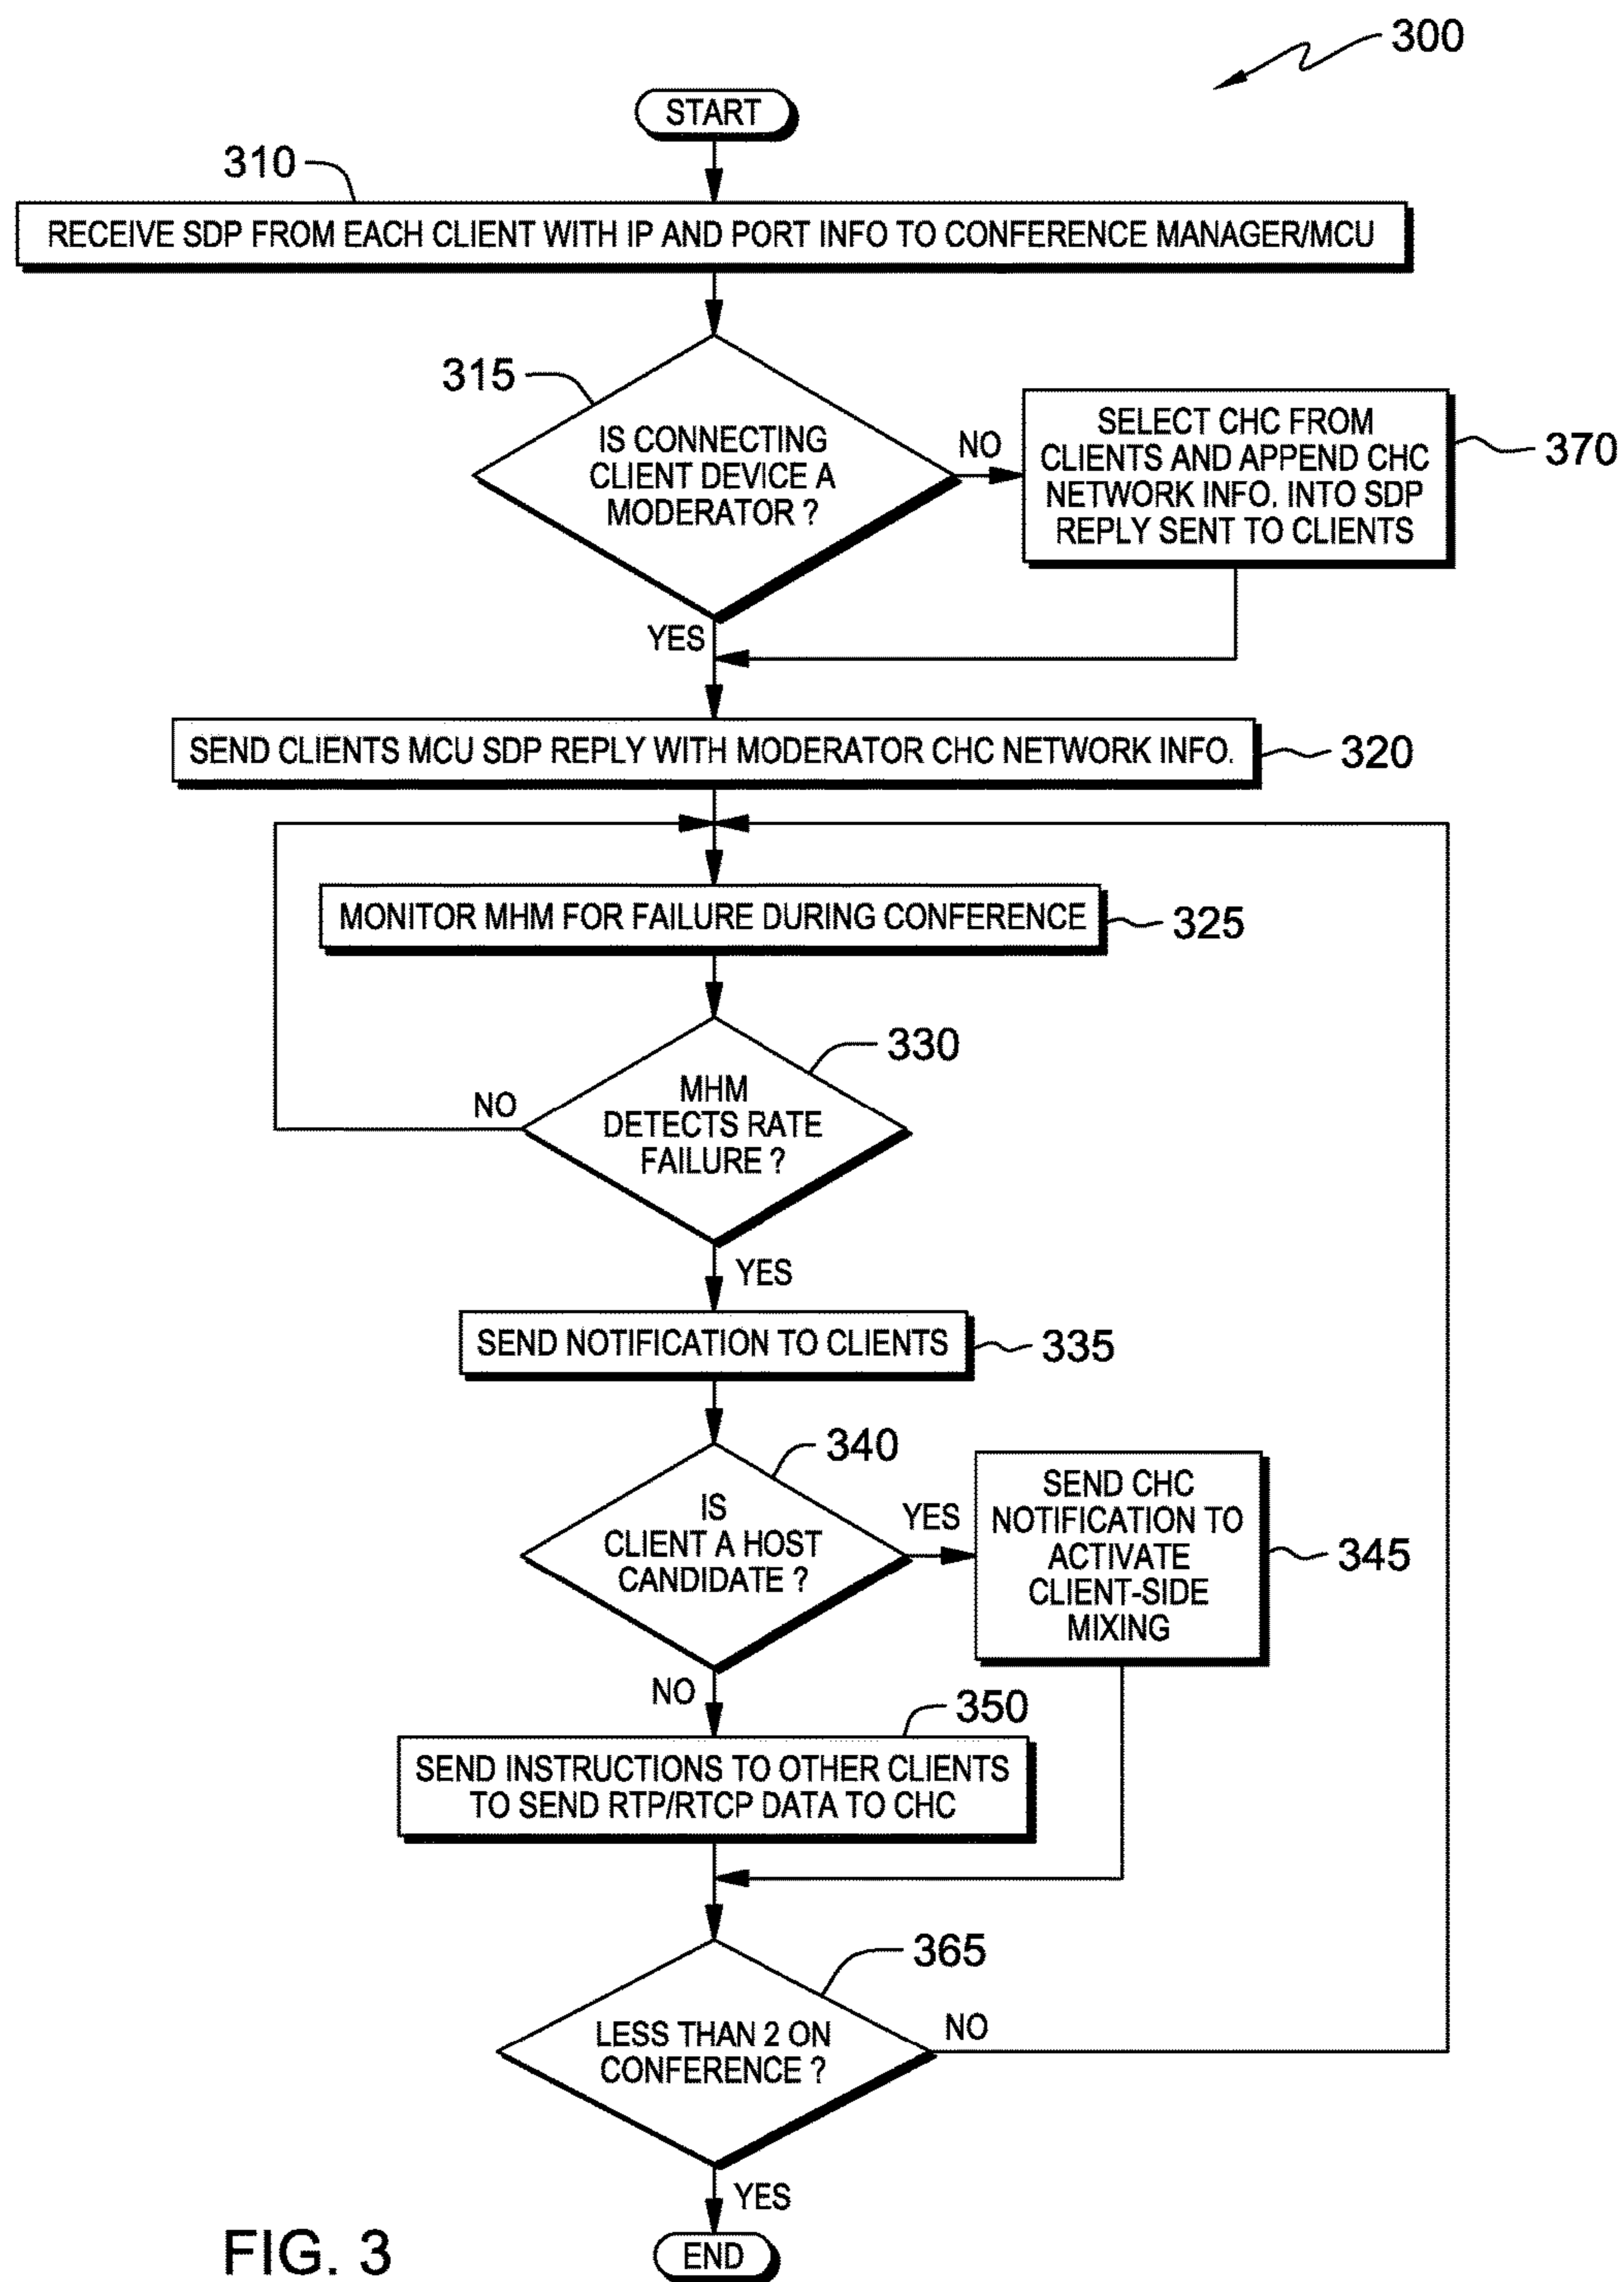 300
START
310
RECEIVE SDP FROM EACH CLIENT WITH IP AND PORT INFO TO CONFERENCE MANAGER/MCU
315
IS CONNECTING
CLIENT DEVICE A
MODERATOR ?
NO
SELECT CHC FROM
CLIENTS AND APPEND CHC
NETWORK INFO. INTO SDP
REPLY SENT TO CLIENTS
370
YES
SEND CLIENTS MCU SDP REPLY WITH MODERATOR CHC NETWORK INFO.
320
MONITOR MHM FOR FAILURE DURING CONFERENCE
325
330
MHM
DETECTS RATE
FAILURE ?
NO
YES
SEND NOTIFICATION TO CLIENTS
335
340
IS
CLIENT A HOST
CANDIDATE ?
YES
SEND CHC
NOTIFICATION TO
ACTIVATE
CLIENT-SIDE
MIXING
345
NO
350
SEND INSTRUCTIONS TO OTHER CLIENTS
TO SEND RTP/RTCP DATA TO CHC
365
LESS THAN 2 ON
CONFERENCE ?
NO
YES
END
FIG. 3